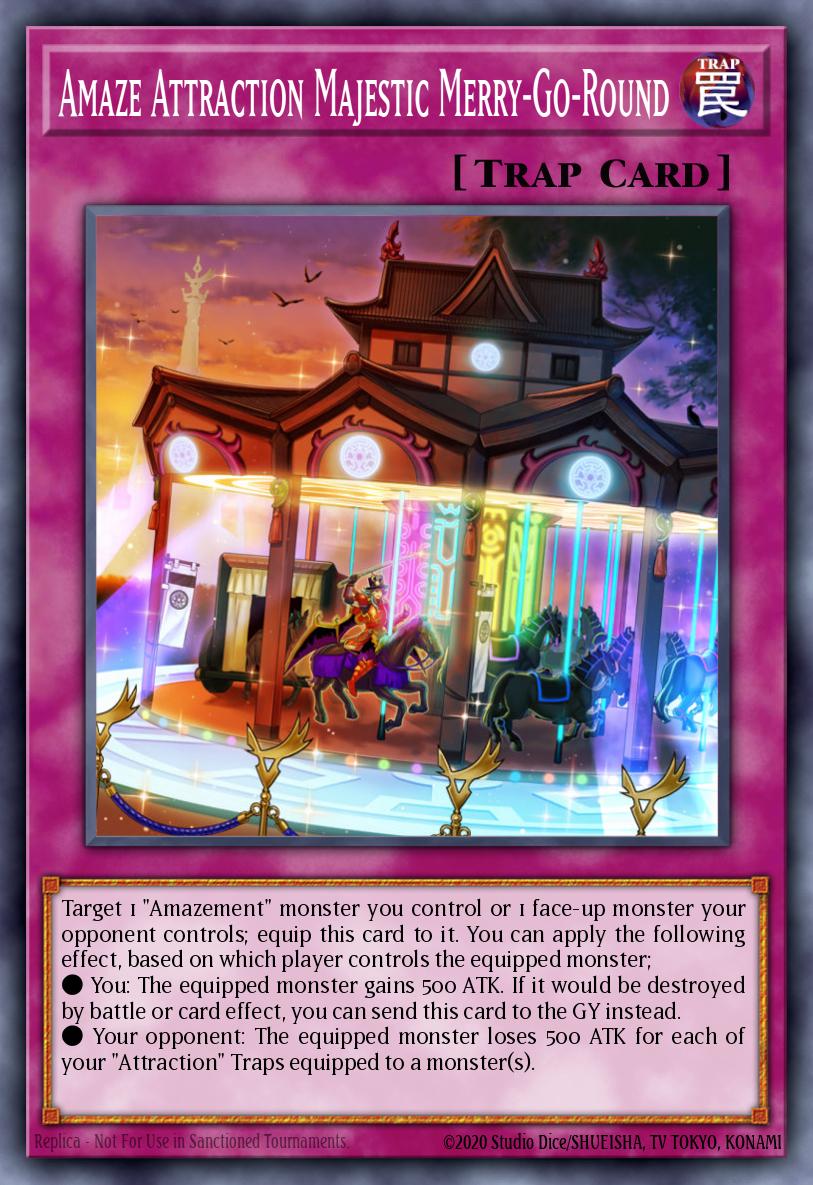 Amaze Attraction Majestic Merry-Go-Round
TRAP
罠
[Trap Card]
Target 1 "Amazement" monster you control or 1 face-up monster your
opponent controls; equip this card to it. You can apply the following
effect, based on which player controls the equipped monster;
● You: The equipped monster gains 500 ATK. If it would be destroyed
by battle or card effect, you can send this card to the GY instead.
● Your opponent: The equipped monster loses 500 ATK for each of
your "Attraction" Traps equipped to a monster(s).
Replica - Not For Use in Sanctioned Tournaments.
©2020 Studio Dice/SHUEISHA, TV TOKYO, KONAMI